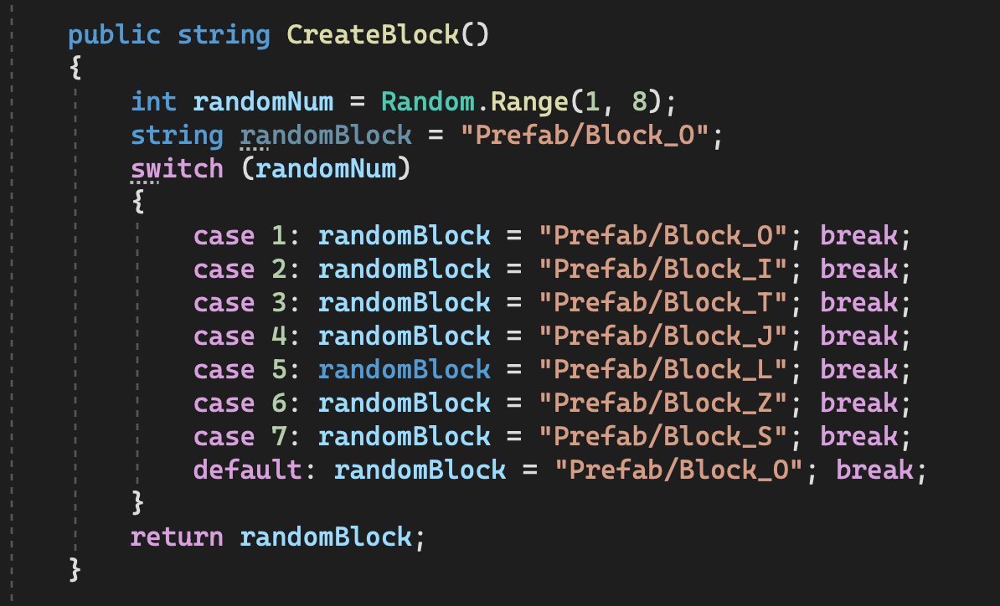 public string CreateBlock()
{
int randomNum = Random.Range(1, 8);
string randomBlock = "Prefab/Block_O";
switch (randomNum)
{
case 1: randomBlock = "Prefab/Block_O"; break;
case 2: randomBlock = "Prefab/Block_I"; break;
case 3: randomBlock = "Prefab/Block_T"; break;
case 4: randomBlock = "Prefab/Block_J"; break;
case 5: randomBlock = "Prefab/Block_L"; break;
case 6: randomBlock = "Prefab/Block_Z"; break;
case 7: randomBlock = "Prefab/Block_S"; break;
default: randomBlock = "Prefab/Block_O"; break;
}
return randomBlock;
}